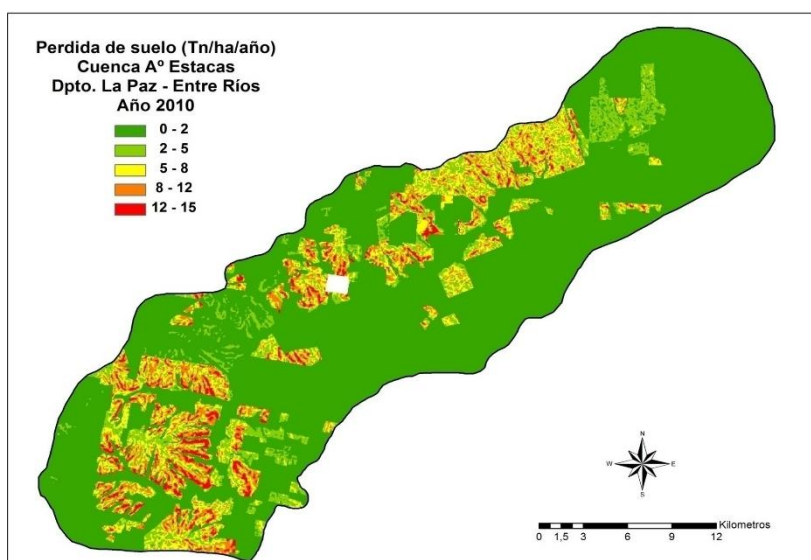 Perdida de suelo (Tn/ha/año)
Cuenca Aº Estacas
Dpto. La Paz - Entre Ríos
Año 2010
0 - 2
2 - 5
5 - 8
8 - 12
12 - 15
N
W E
S
Kilometros
0 1,5 3 6 9 12